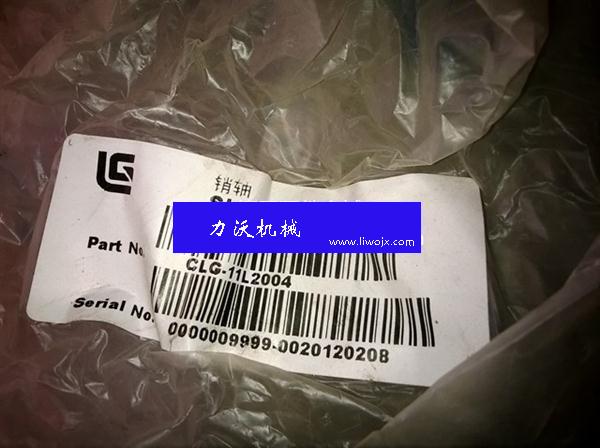 LG
销轴
力沃机械
www.liwojx.com
Part No.
CLG-11L2004
Serial No.
0000009999-0020120208